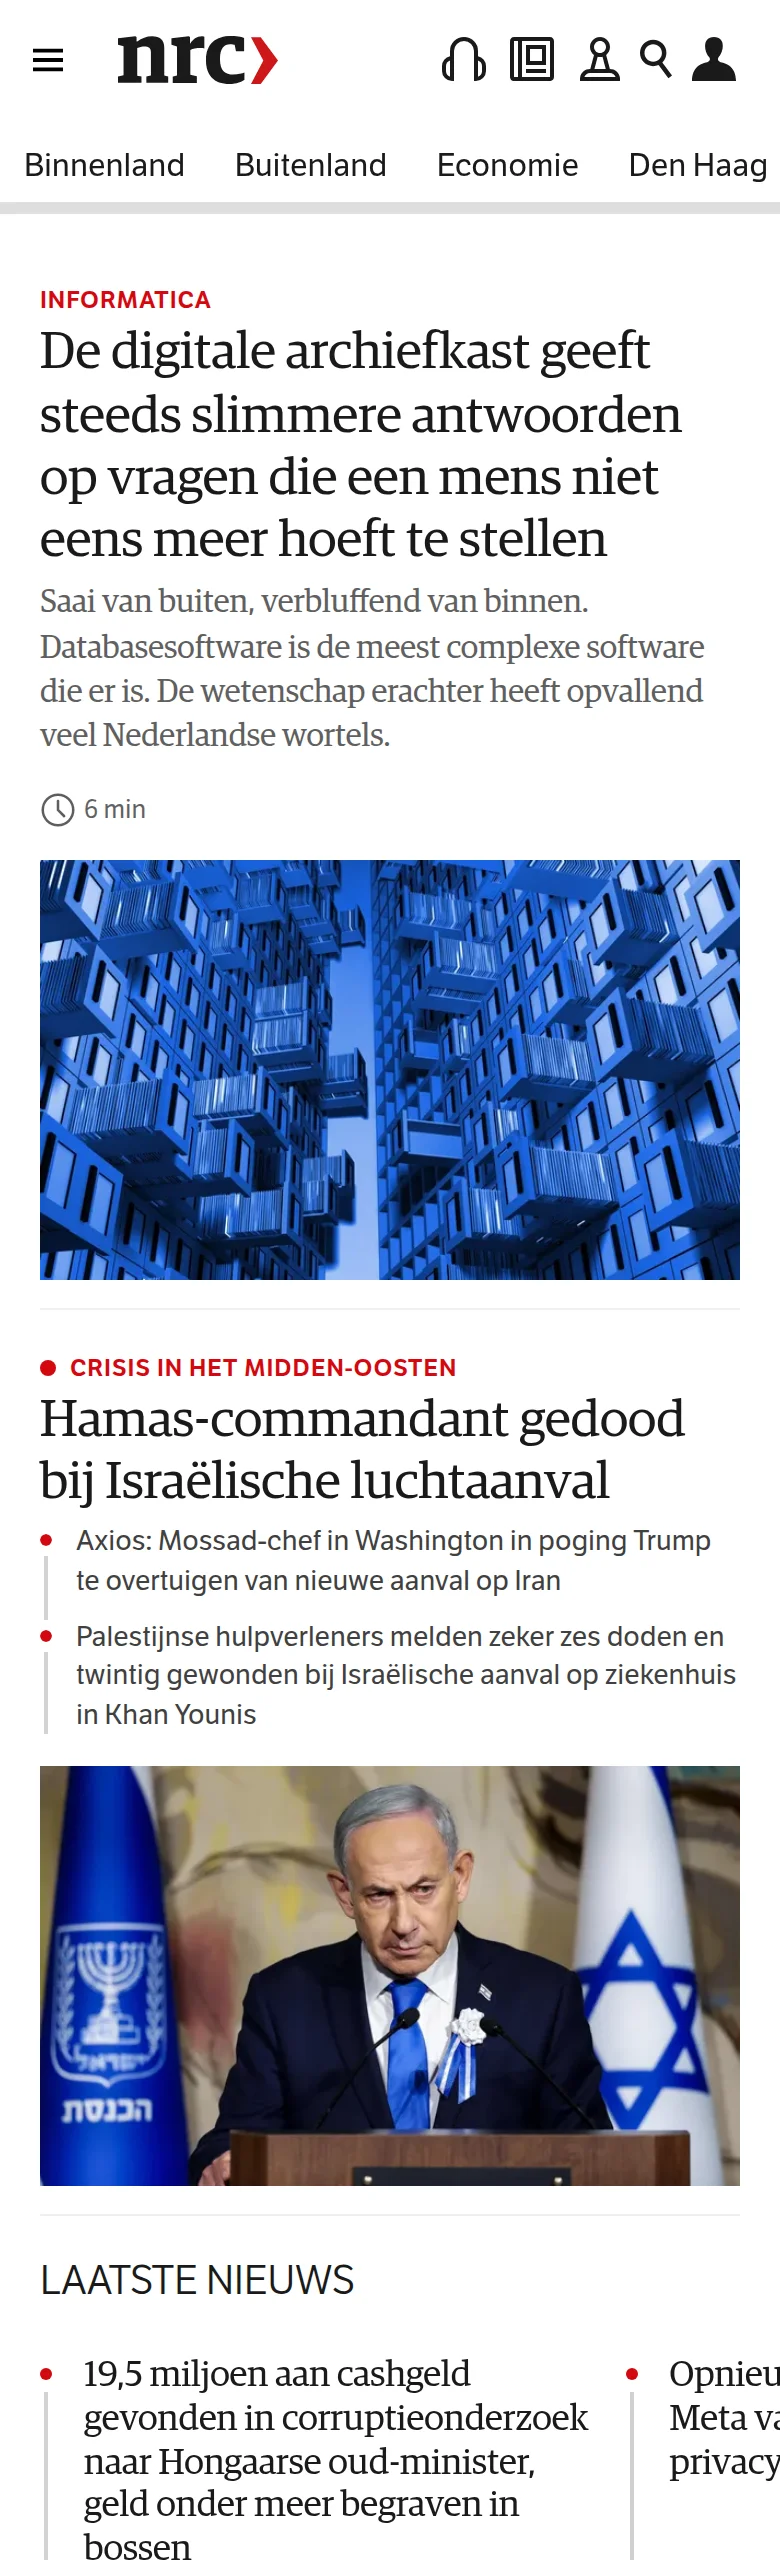 nrc
Binnenland Buitenland Economie Den Haag
INFORMATICA
De digitale archiefkast geeft
steeds slimmere antwoorden
op vragen die een mens niet
eens meer hoeft te stellen
Saai van buiten, verbluffend van binnen.
Databasesoftware is de meest complexe software
die er is. De wetenschap erachter heeft opvallend
veel Nederlandse wortels.
6 min
CRISIS IN HET MIDDEN-OOSTEN
Hamas-commandant gedood
bij Israëlische luchtaanval
Axios: Mossad-chef in Washington in poging Trump
te overtuigen van nieuwe aanval op Iran
Palestijnse hulpverleners melden zeker zes doden en
twintig gewonden bij Israëlische aanval op ziekenhuis
in Khan Younis
ישראל
הכנסת
LAATSTE NIEUWS
19,5 miljoen aan cashgeld
gevonden in corruptieonderzoek
naar Hongaarse oud-minister,
geld onder meer begraven in
bossen
Opnieu
Meta va
privacy